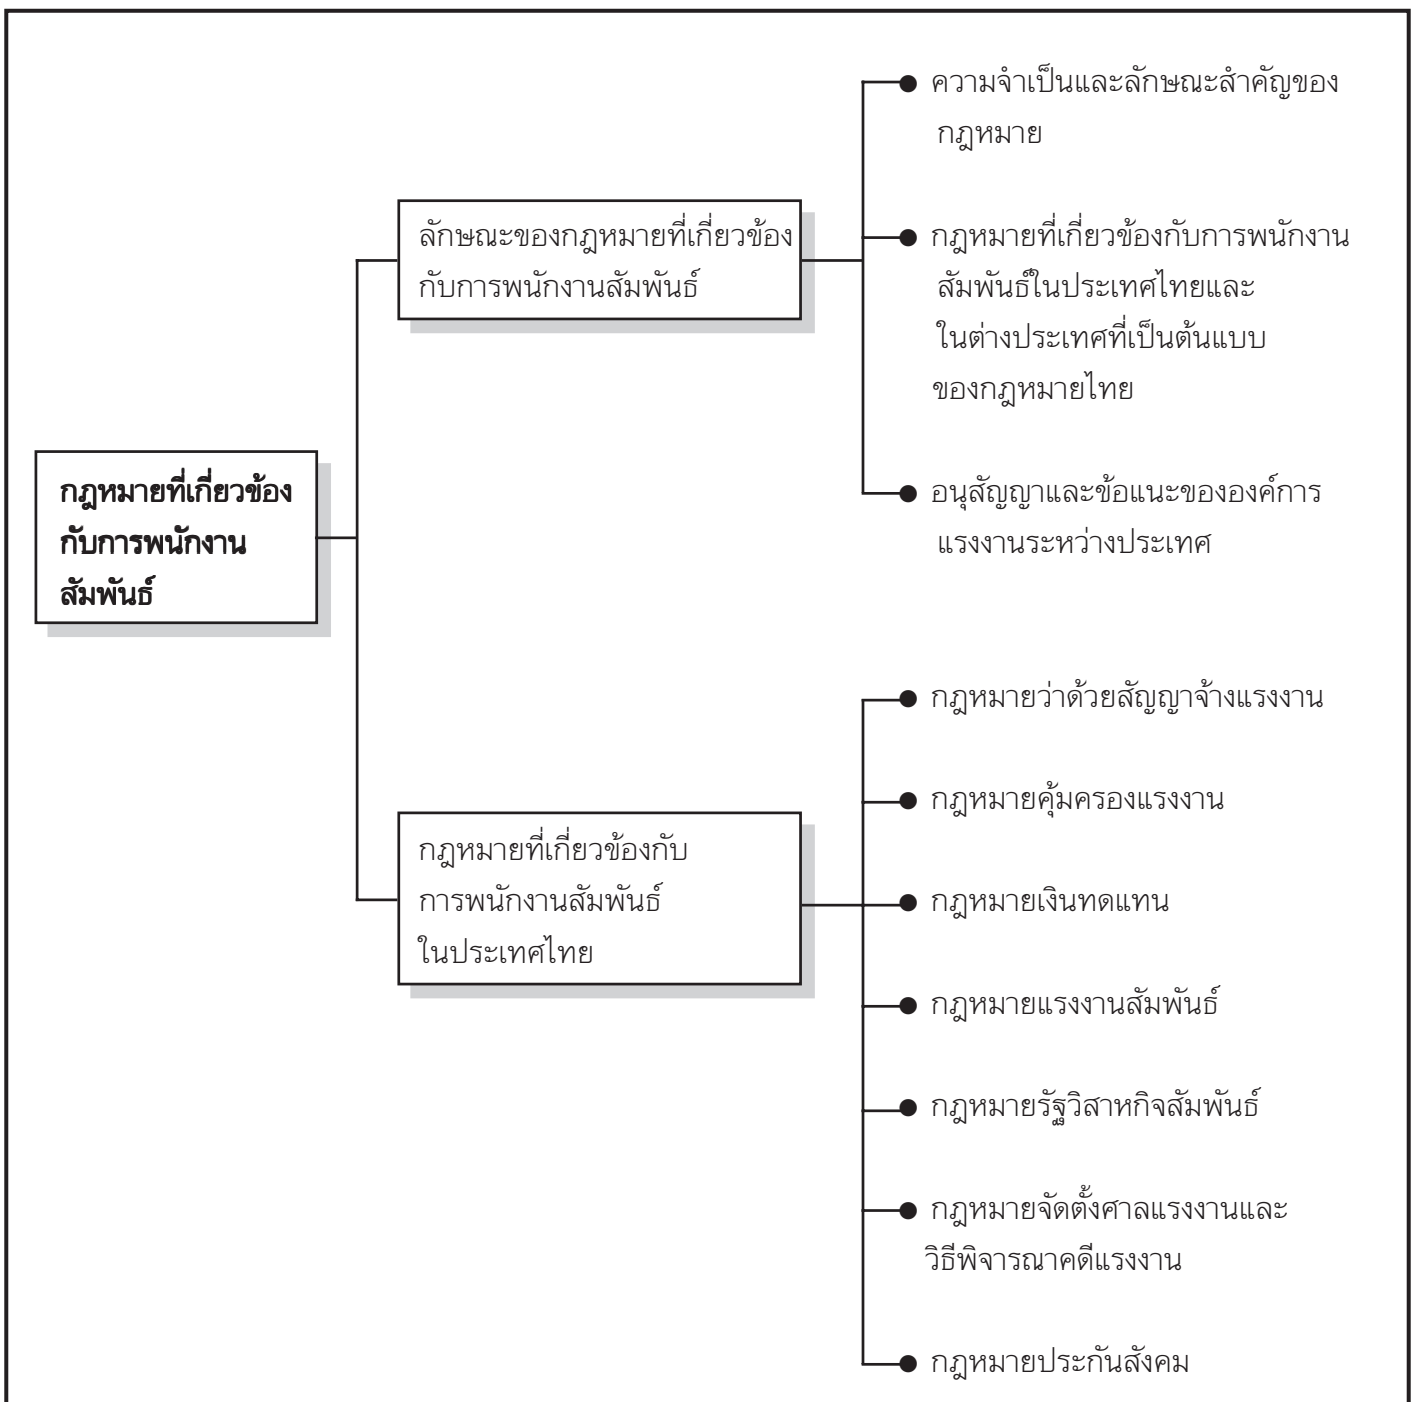 กฎหมายที่เกี่ยวข้อง
กับการพนักงาน
สัมพันธ์
ลักษณะของกฎหมายที่เกี่ยวข้อง
กับการพนักงานสัมพันธ์
ความจำเป็นและลักษณะสำคัญของ
กฎหมาย
กฎหมายที่เกี่ยวข้องกับการพนักงาน
สัมพันธ์ในประเทศไทยและ
ในต่างประเทศที่เป็นต้นแบบ
ของกฎหมายไทย
อนุสัญญาและข้อแนะขององค์การ
แรงงานระหว่างประเทศ
กฎหมายที่เกี่ยวข้องกับ
การพนักงานสัมพันธ์
ในประเทศไทย
กฎหมายว่าด้วยสัญญาจ้างแรงงาน
กฎหมายคุ้มครองแรงงาน
กฎหมายเงินทดแทน
กฎหมายแรงงานสัมพันธ์
กฎหมายรัฐวิสาหกิจสัมพันธ์
กฎหมายจัดตั้งศาลแรงงานและ
วิธีพิจารณาคดีแรงงาน
กฎหมายประกันสังคม